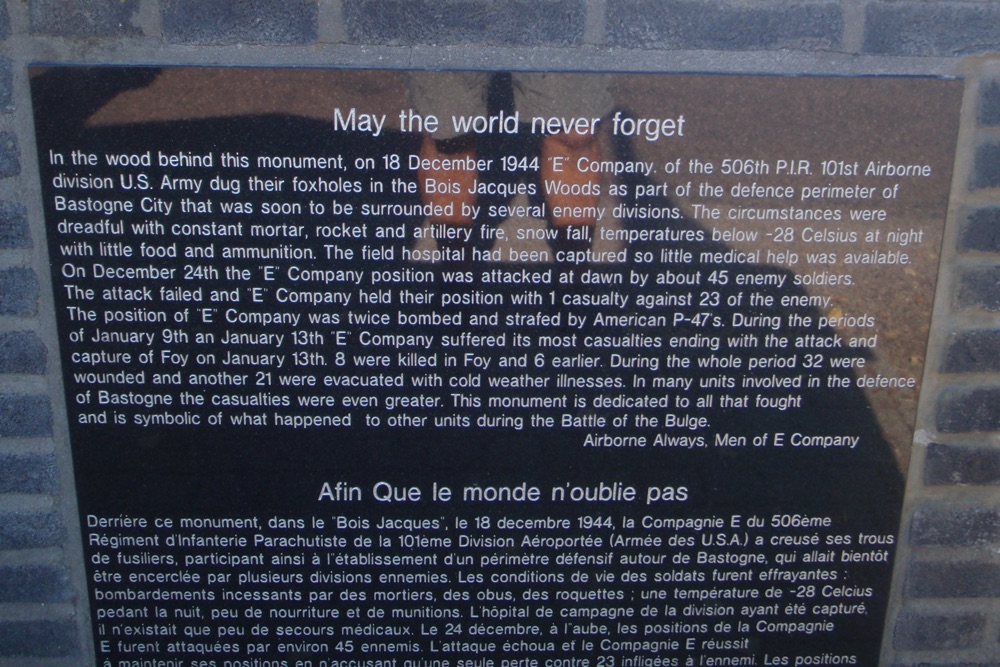 May the world never forget
In the wood behind this monument, on 18 December 1944 "E" Company. of the 506th P.I.R. 101st Airborne
division U.S. Army dug their foxholes in the Bois Jacques Woods as part of the defence perimeter of
Bastogne City that was soon to be surrounded by several enemy divisions. The circumstances were
dreadful with constant mortar, rocket and artillery fire, snow fall, temperatures below -28 Celsius at night
with little food and ammunition. The field hospital had been captured so little medical help was available.
On December 24th the "E" Company position was attacked at dawn by about 45 enemy soldiers.
The attack failed and "E" Company held their position with 1 casualty against 23 of the enemy.
The position of "E" Company was twice bombed and strafed by American P-47's. During the periods
of January 9th an January 13th "E" Company suffered its most casualties ending with the attack and
capture of Foy on January 13th. 8 were killed in Foy and 6 earlier. During the whole period 32 were
wounded and another 21 were evacuated with cold weather illnesses. In many units involved in the defence
of Bastogne the casualties were even greater. This monument is dedicated to all that fought
and is symbolic of what happened to other units during the Battle of the Bulge.
Airborne Always, Men of E Company
Afin Que le monde n'oublie pas
Derrière ce monument, dans le "Bois Jacques", le 18 decembre 1944, la Compagnie E du 506ème
Régiment d'Infanterie Parachutiste de la 101ème Division Aéroportée (Armée des U.S.A.) a creusé ses trous
de fusiliers, participant ainsi à l'établissement d'un périmètre défensif autour de Bastogne, qui allait bientôt
être encerclée par plusieurs divisions ennemies. Les conditions de vie des soldats furent effrayantes :
bombardements incessants par des mortiers, des obus, des roquettes ; une température de -28 Celcius
pedant la nuit, peu de nourriture et de munitions. L'hôpital de campagne de la division ayant été capturé,
il n'existait que peu de secours médicaux. Le 24 décembre, à l'aube, les positions de la Compagnie
E furent attaquées par environ 45 ennemis. L'attaque échoua et le Compagnie E réussit
à maintenir ses positions en n'accusant qu'une seule perte contre 23 infligées à l'ennemi. Les positions